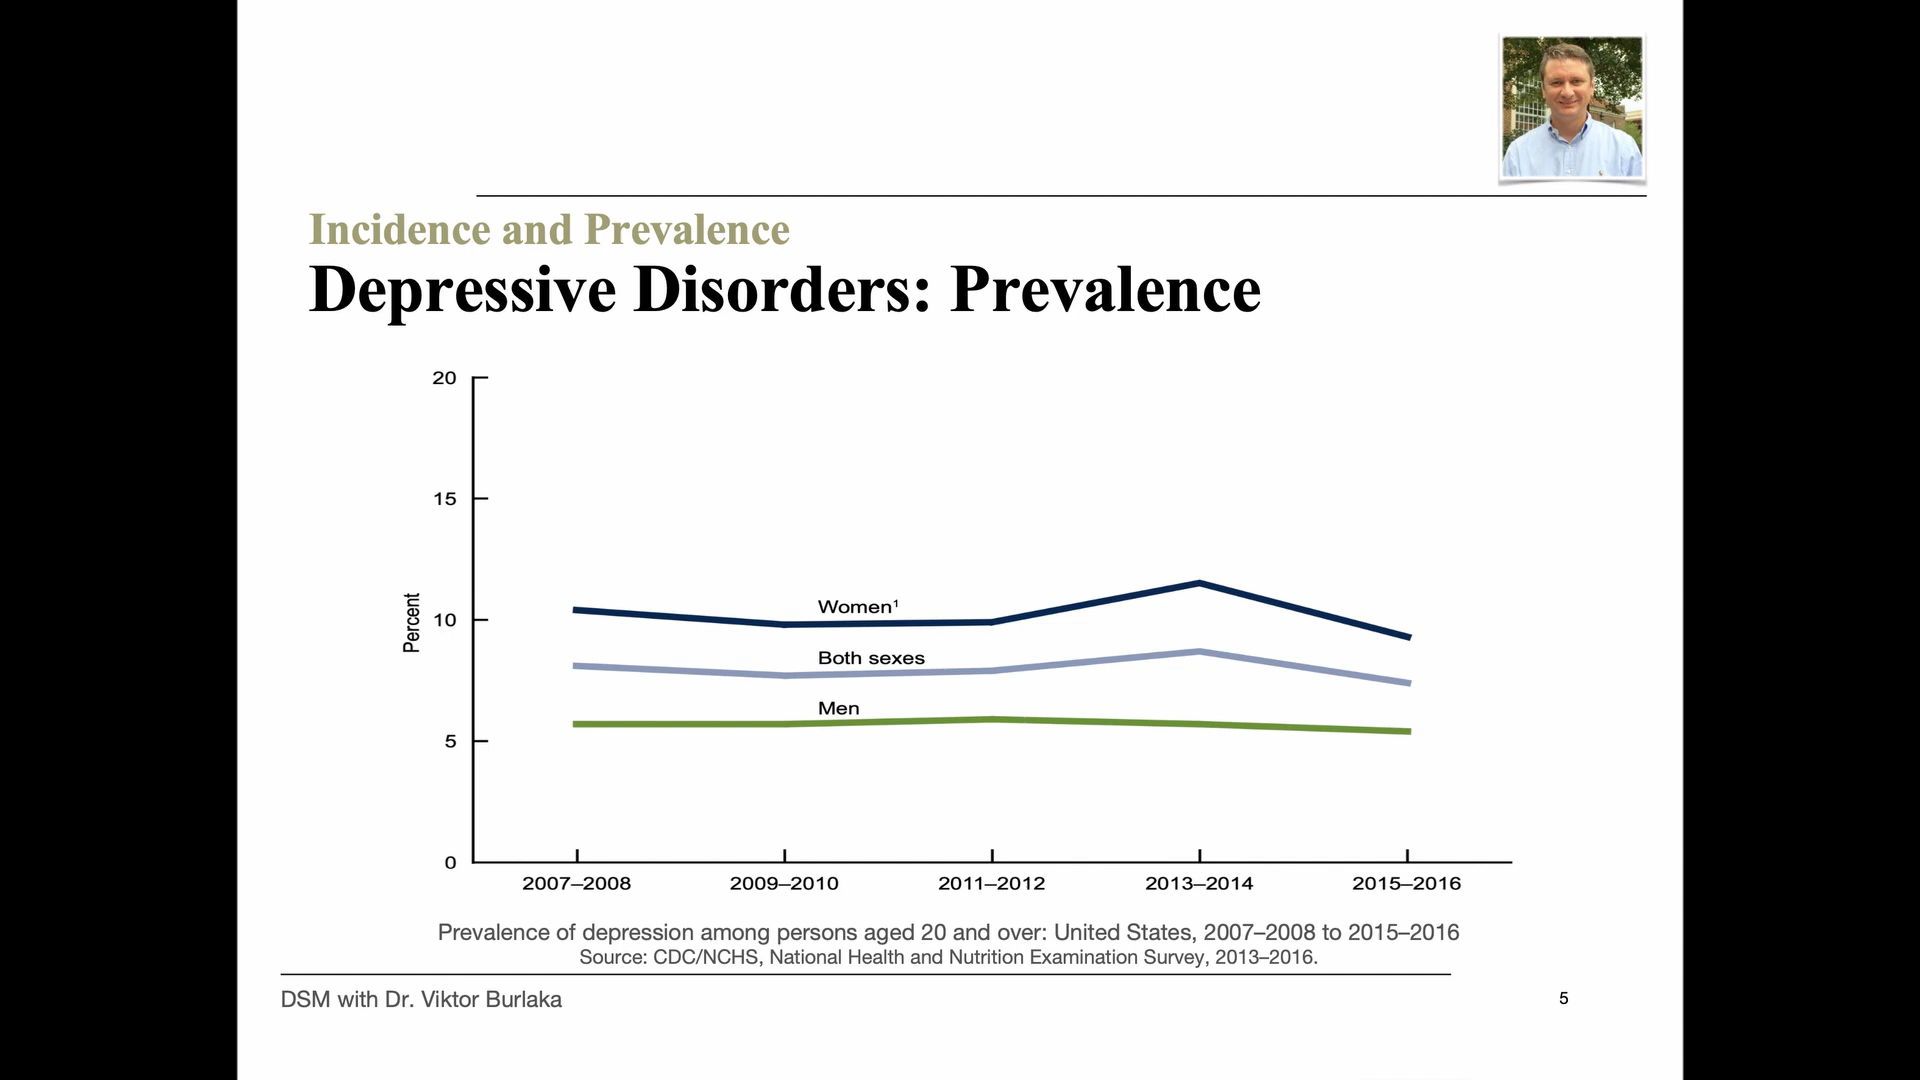 Incidence and Prevalence
Depressive Disorders: Prevalence
20
15
10
5
0
Percent
Women¹
Both sexes
Men
2007–2008 2009–2010 2011–2012 2013–2014 2015–2016
Prevalence of depression among persons aged 20 and over: United States, 2007–2008 to 2015–2016
Source: CDC/NCHS, National Health and Nutrition Examination Survey, 2013–2016.
DSM with Dr. Viktor Burlaka
5